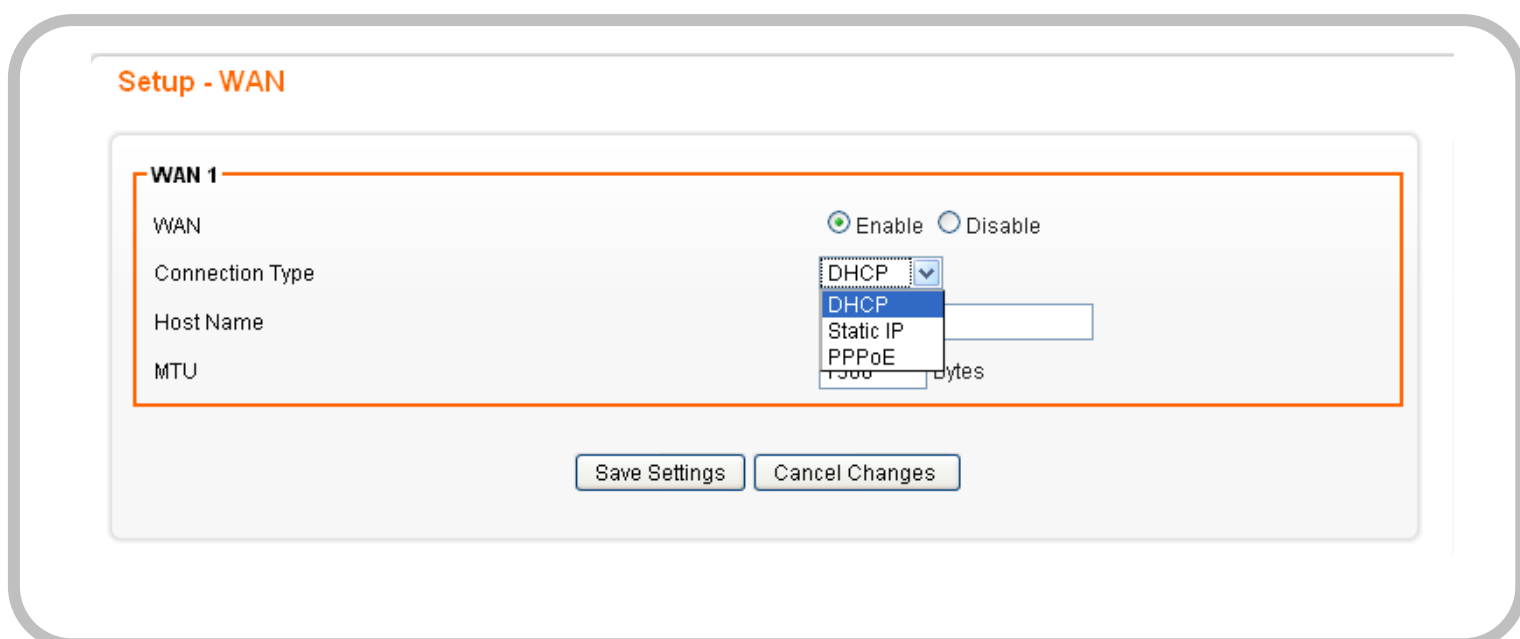 Setup - WAN
WAN 1
WAN Enable Disable
Connection Type DHCP
DHCP
Static IP
PPPoE
Host Name
MTU Bytes
Save Settings Cancel Changes